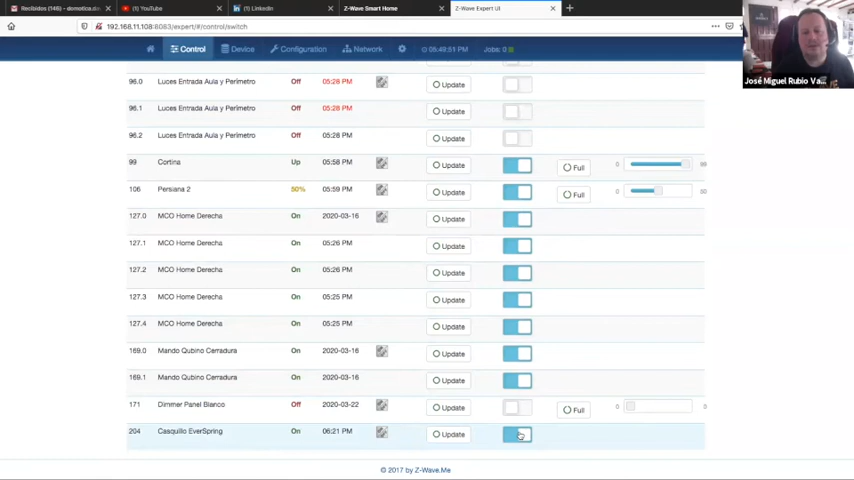 Recibidos (146) - domotica.d
(1) YouTube
(1) LinkedIn
Z-Wave Smart Home
Z-Wave Expert UI
192.168.11.108:8083/expert/#/control/switch
Control Device Configuration Network 05:49:51 PM Jobs: 0
José Miguel Rubio Va...
96.0 Luces Entrada Aula y Perímetro Off 05:28 PM Update
96.1 Luces Entrada Aula y Perímetro Off 05:28 PM Update
96.2 Luces Entrada Aula y Perímetro Off 05:28 PM Update
99 Cortina Up 05:58 PM Update Full 0 99
106 Persiana 2 50% 05:59 PM Update Full 0 50
127.0 MCO Home Derecha On 2020-03-16 Update
127.1 MCO Home Derecha On 05:26 PM Update
127.2 MCO Home Derecha On 05:26 PM Update
127.3 MCO Home Derecha On 05:25 PM Update
127.4 MCO Home Derecha On 05:25 PM Update
169.0 Mando Qubino Cerradura On 2020-03-16 Update
169.1 Mando Qubino Cerradura On 2020-03-16 Update
171 Dimmer Panel Blanco Off 2020-03-22 Update Full 0 0
204 Casquillo EverSpring On 06:21 PM Update
© 2017 by Z-Wave.Me